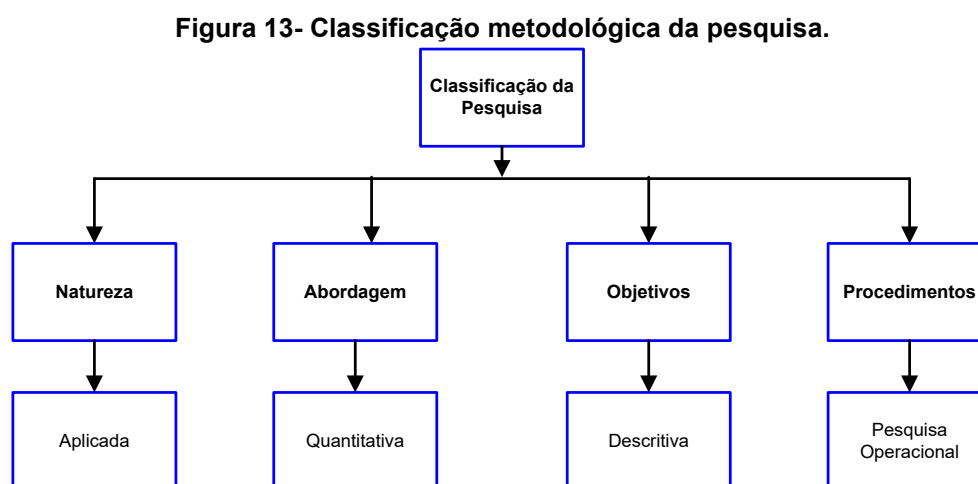 Figura 13- Classificação metodológica da pesquisa.
Classificação da
Pesquisa
Natureza
Abordagem
Objetivos
Procedimentos
Aplicada
Quantitativa
Descritiva
Pesquisa
Operacional